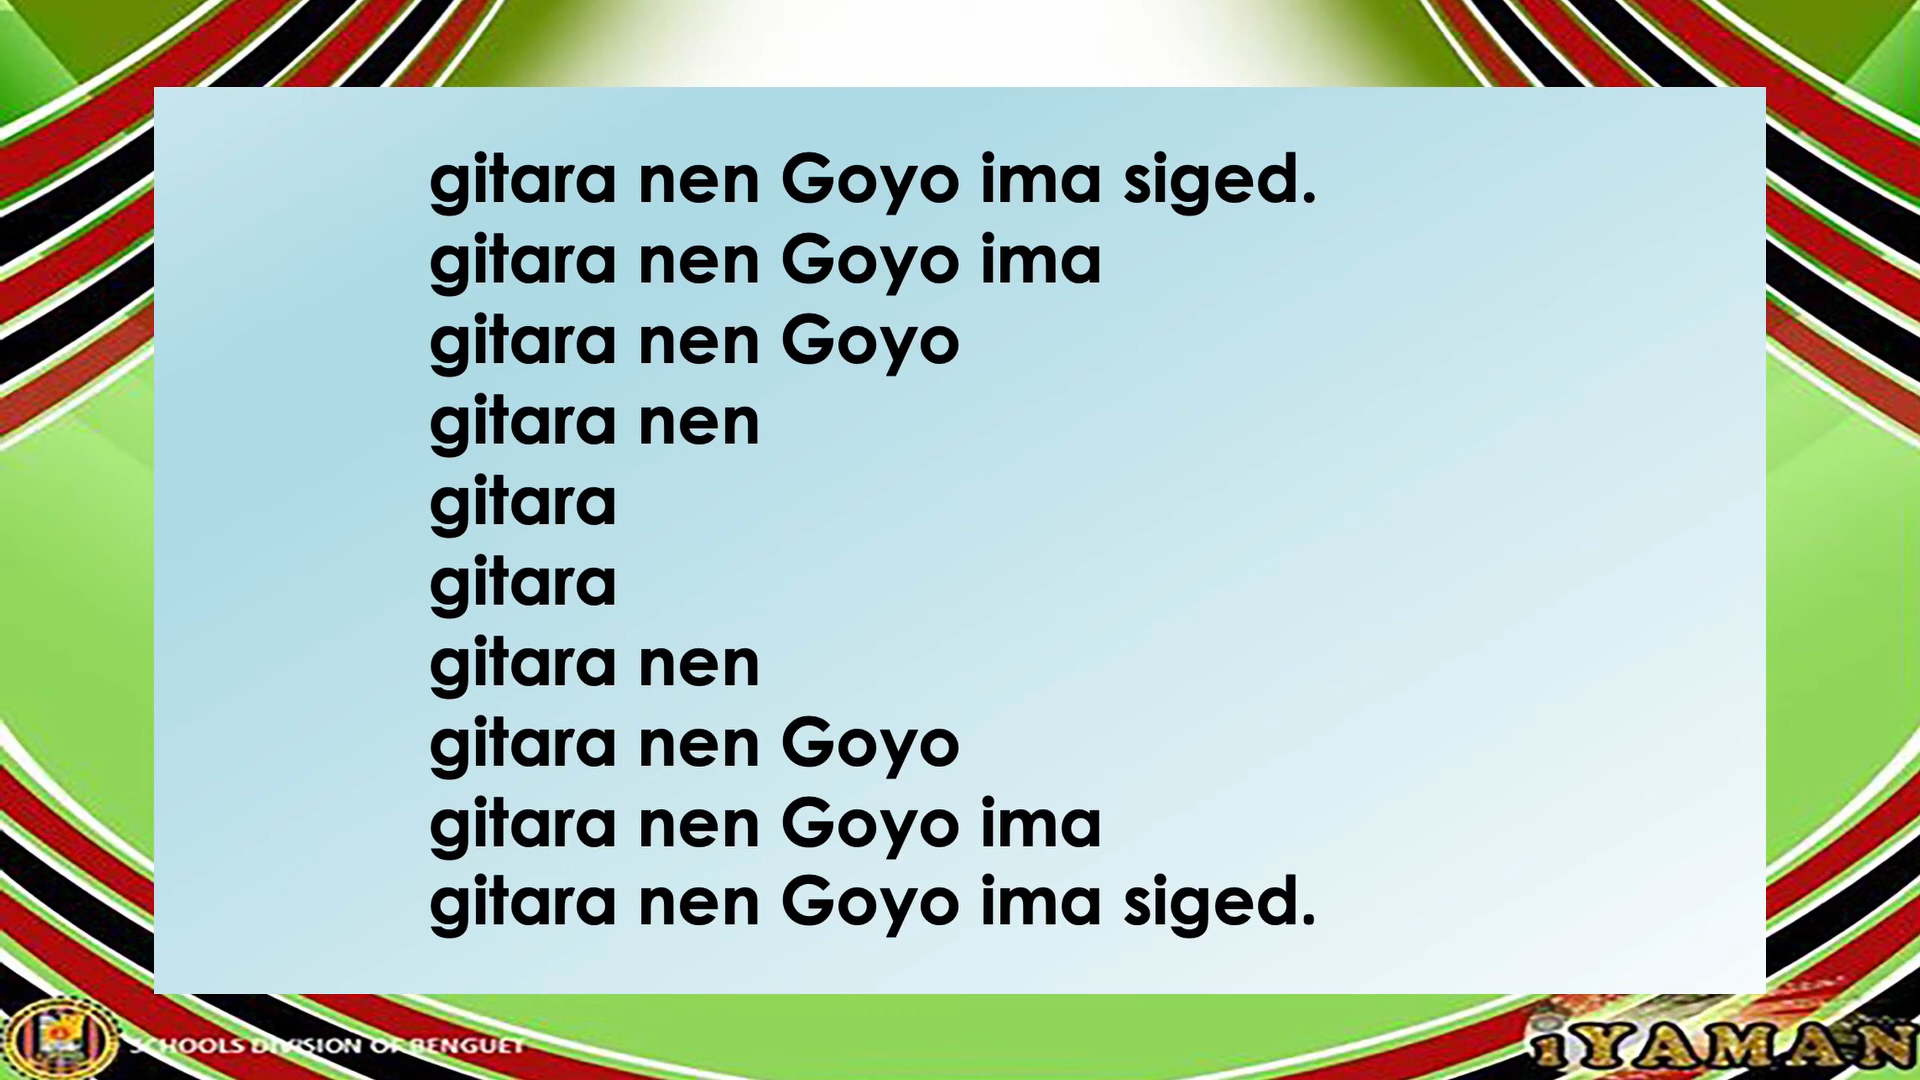 gitara nen Goyo ima siged.
gitara nen Goyo ima
gitara nen Goyo
gitara nen
gitara
gitara
gitara nen
gitara nen Goyo
gitara nen Goyo ima
gitara nen Goyo ima siged.
SCHOOLS DIVISION OF BENGUET
iYAMAN